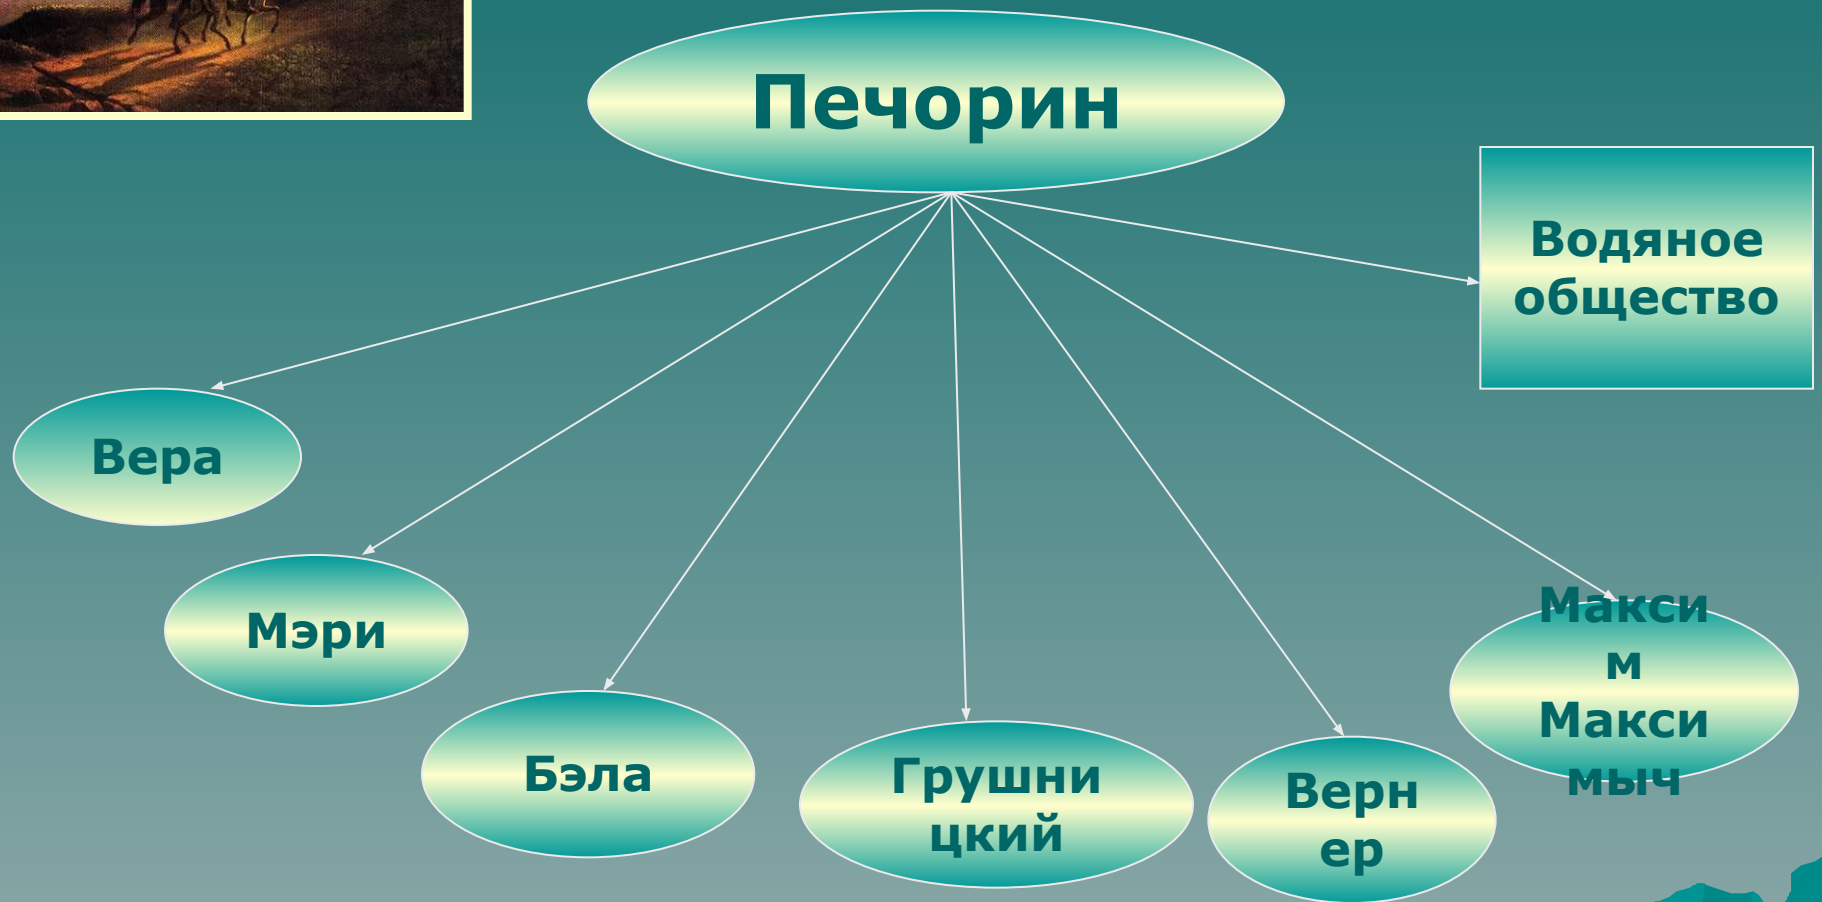 Печорин
Водяное
общество
Вера
Мэри
Бэла
Грушни
цкий
Верн
ер
Макси
м
Макси
мыч